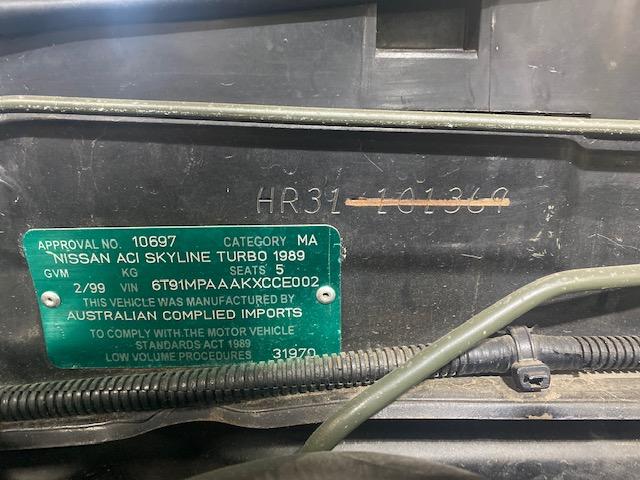 HR31-101369
APPROVAL NO. 10697 CATEGORY MA
NISSAN ACI SKYLINE TURBO 1989
GVM KG SEATS 5
2/99 VIN 6T91MPAAAKXCCE002
THIS VEHICLE WAS MANUFACTURED BY
AUSTRALIAN COMPLIED IMPORTS
TO COMPLY WITH THE MOTOR VEHICLE
STANDARDS ACT 1989
LOW VOLUME PROCEDURES 31970